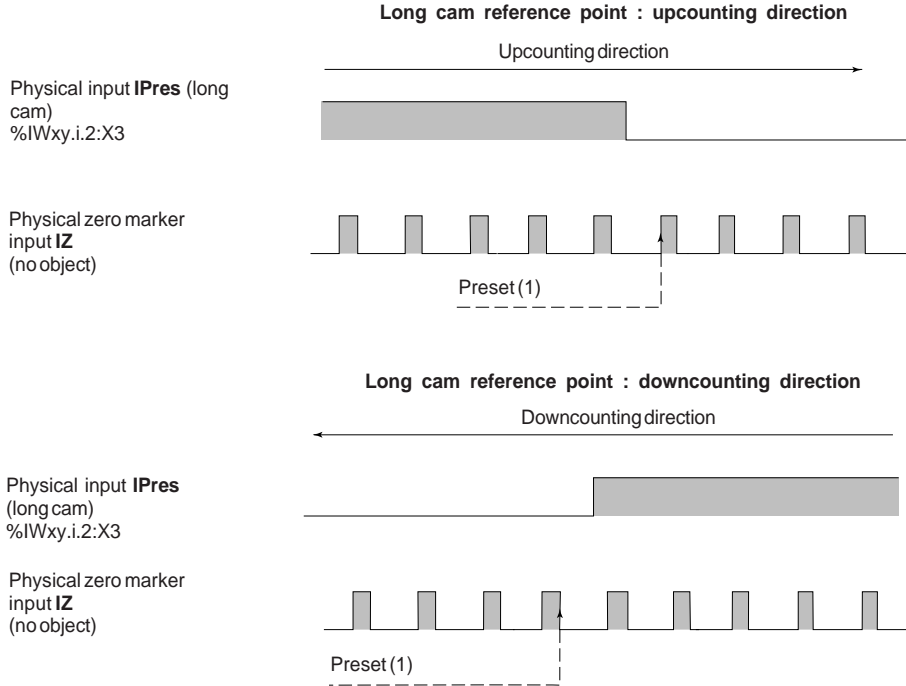 Long cam reference point : upcounting direction
Upcounting direction
Physical input IPres (long
cam)
%IWxy.i.2:X3
Physical zero marker
input IZ
(no object)
Preset (1)
Long cam reference point : downcounting direction
Downcounting direction
Physical input IPres
(long cam)
%IWxy.i.2:X3
Physical zero marker
input IZ
(no object)
Preset (1)